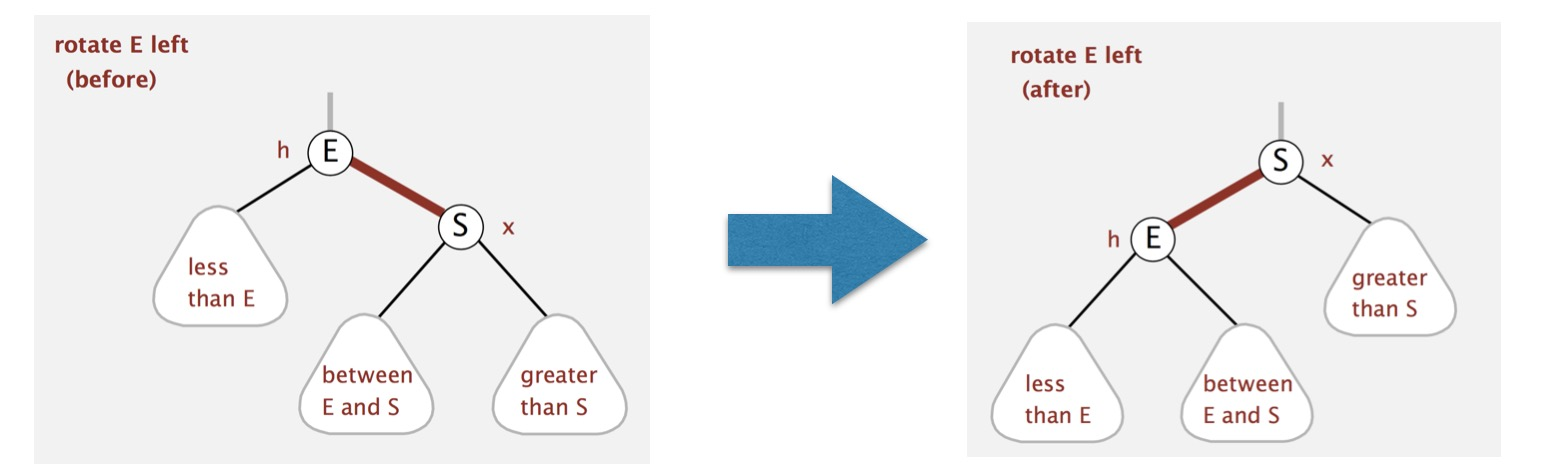 rotate E left
(before)
h
E
S
x
less
than E
between
E and S
greater
than S
rotate E left
(after)
S
x
h
E
greater
than S
less
than E
between
E and S